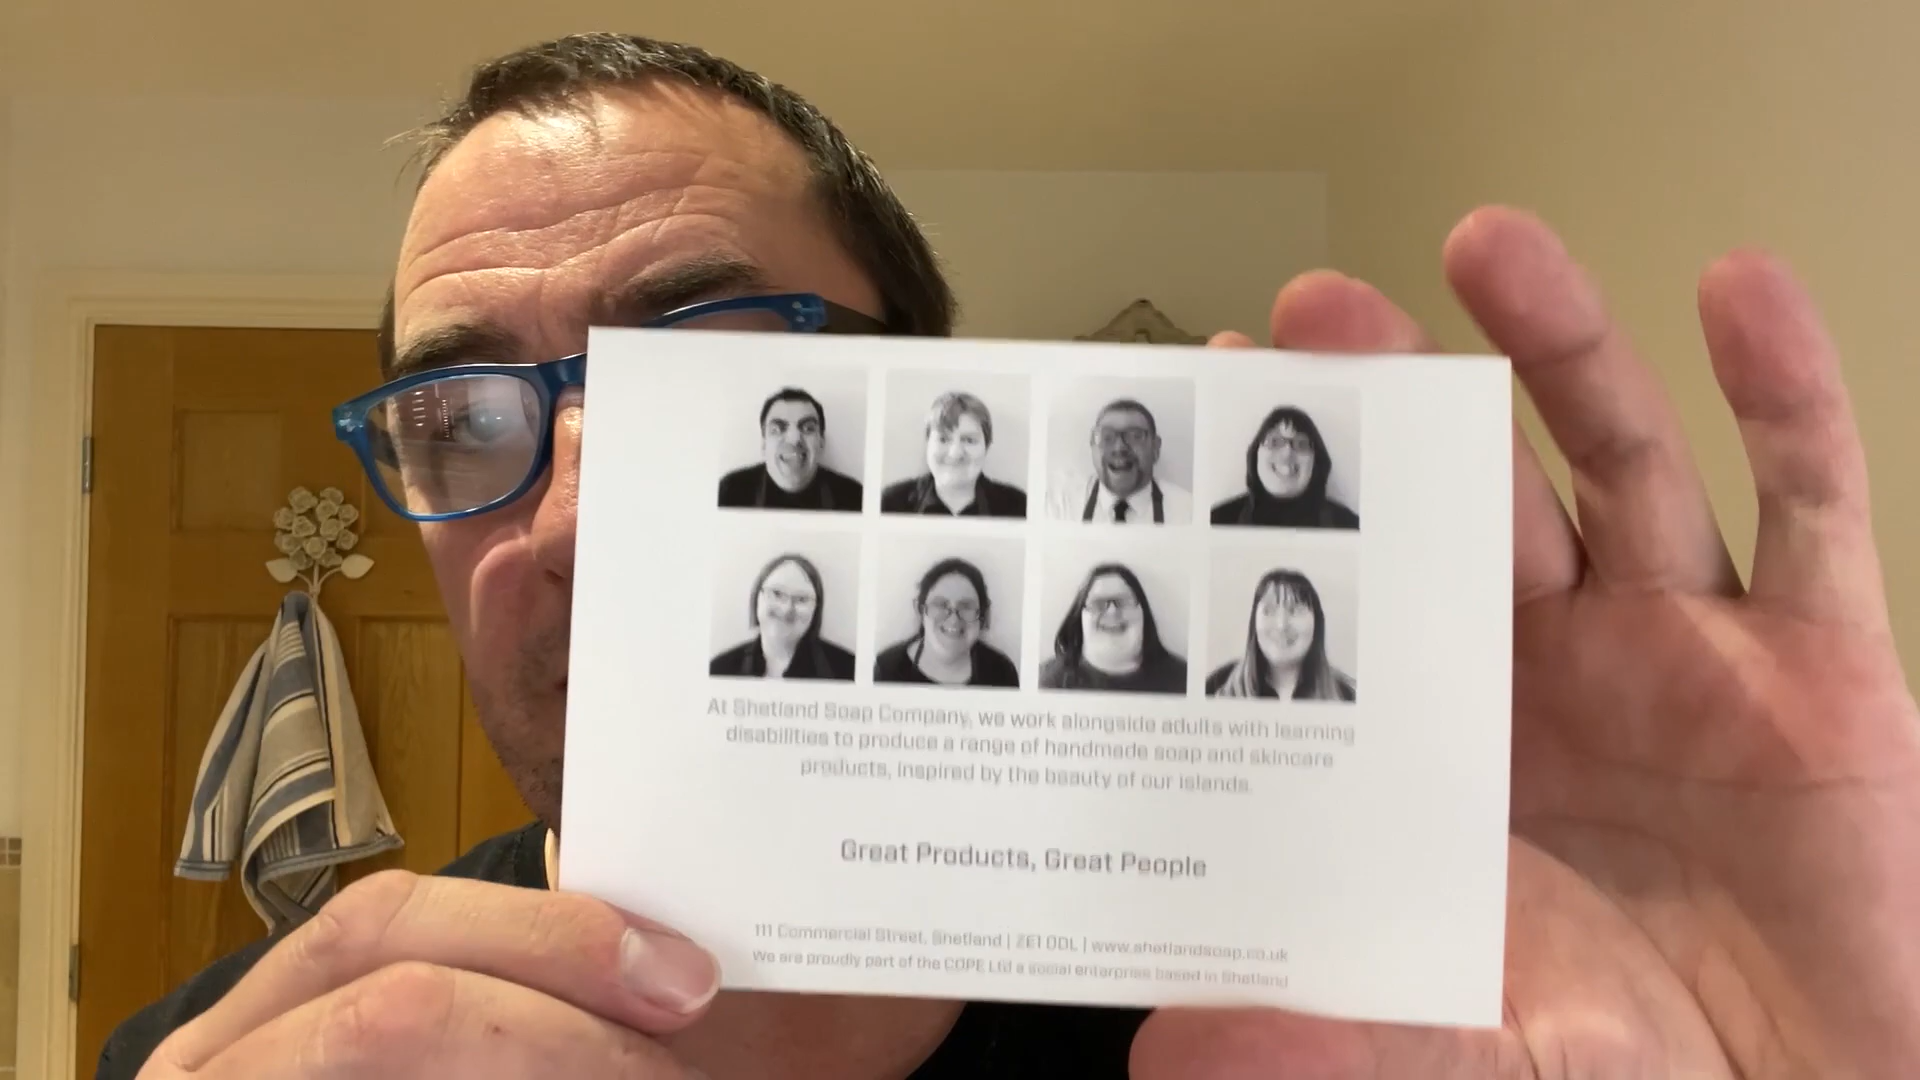 At Shetland Soap Company, we work alongside adults with learning
disabilities to produce a range of handmade soap and skincare
products, inspired by the beauty of our islands.
Great Products, Great People
111 Commercial Street, Shetland | ZE1 0DL | www.shetlandsoap.co.uk
We are proudly part of the COPE Ltd a social enterprise based in Shetland